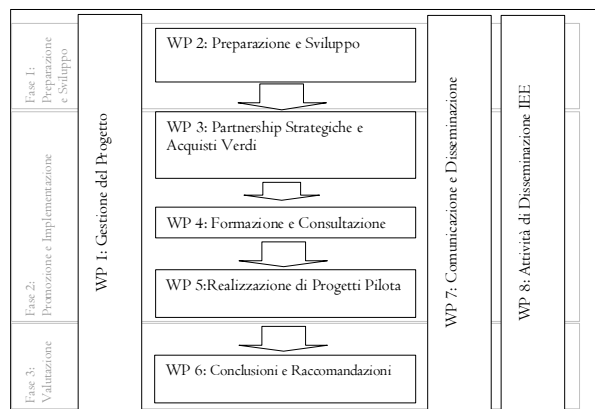 Fase 1:
Preparazione
e Sviluppo
Fase 2:
Promozione e Implementazione
Fase 3:
Valutazione
WP 1: Gestione del Progetto
WP 2: Preparazione e Sviluppo
WP 3: Partnership Strategiche e
Acquisti Verdi
WP 4: Formazione e Consultazione
WP 5:Realizzazione di Progetti Pilota
WP 6: Conclusioni e Raccomandazioni
WP 7: Comunicazione e Disseminazione
WP 8: Attività di Disseminazione IEE